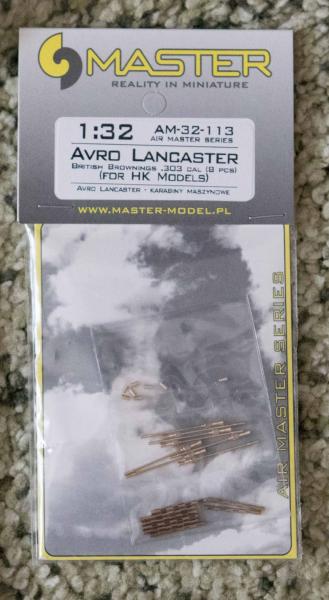 MASTER
REALITY IN MINIATURE
1:32 AM-32-113
AIR MASTER SERIES
AVRO LANCASTER
BRITISH BROWNINGS .303 CAL (8 PCS)
(FOR HK MODELS)
AVRO LANCASTER - KARABINY MASZYNOWE
WWW.MASTER-MODEL.PL
AIR MASTER SERIES